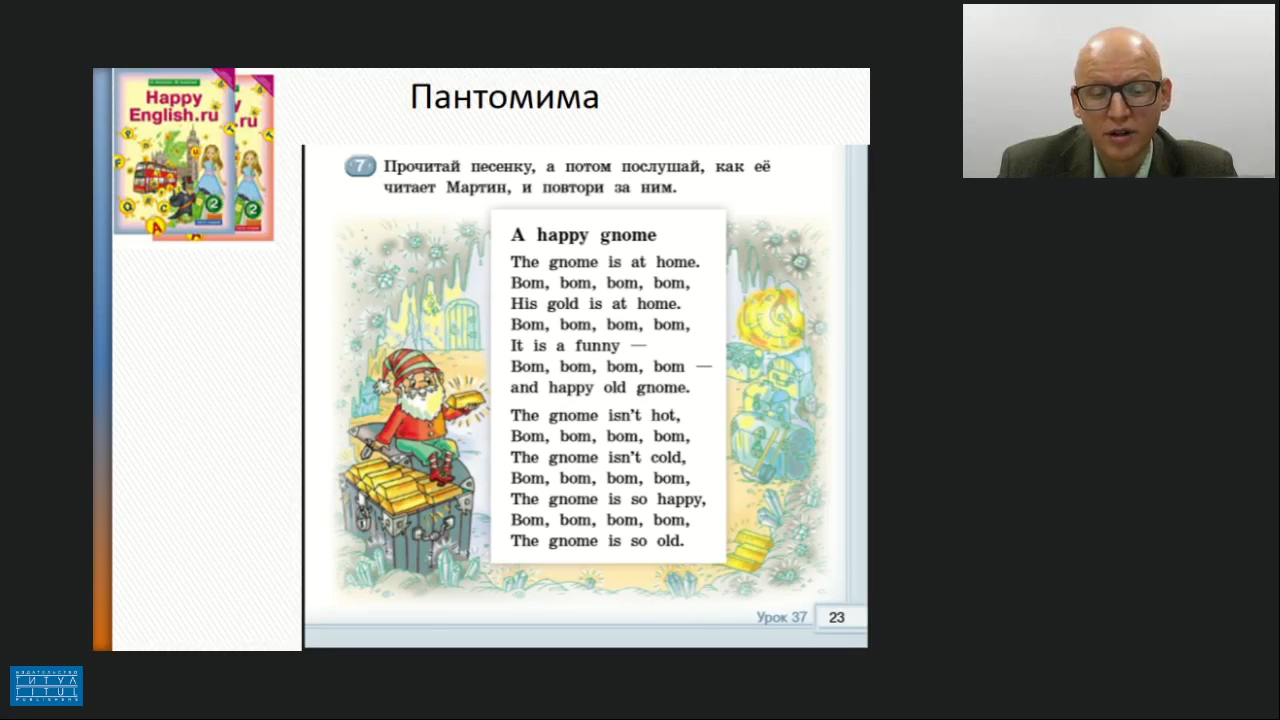 Пантомима
Happy
English.ru
2
2
7
Прочитай песенку, а потом послушай, как её
читает Мартин, и повтори за ним.
A happy gnome
The gnome is at home.
Bom, bom, bom, bom,
His gold is at home.
Bom, bom, bom, bom,
It is a funny —
Bom, bom, bom, bom —
and happy old gnome.
The gnome isn't hot,
Bom, bom, bom, bom,
The gnome isn't cold,
Bom, bom, bom, bom,
The gnome is so happy,
Bom, bom, bom, bom,
The gnome is so old.
Урок 37
23
ИЗДАТЕЛЬСТВО
ТИТУЛ
TITUL
PUBLISHERS